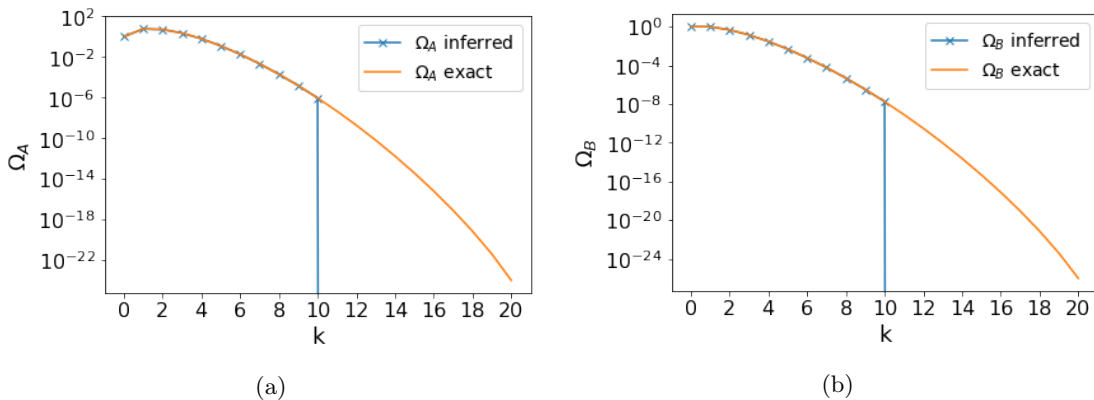 10^2
10^{-2}
10^{-6}
10^{-10}
10^{-14}
10^{-18}
10^{-22}
Ω_A
Ω_A inferred
Ω_A exact
0 2 4 6 8 10 12 14 16 18 20
k
(a)
10^0
10^{-4}
10^{-8}
10^{-12}
10^{-16}
10^{-20}
10^{-24}
Ω_B
Ω_B inferred
Ω_B exact
0 2 4 6 8 10 12 14 16 18 20
k
(b)